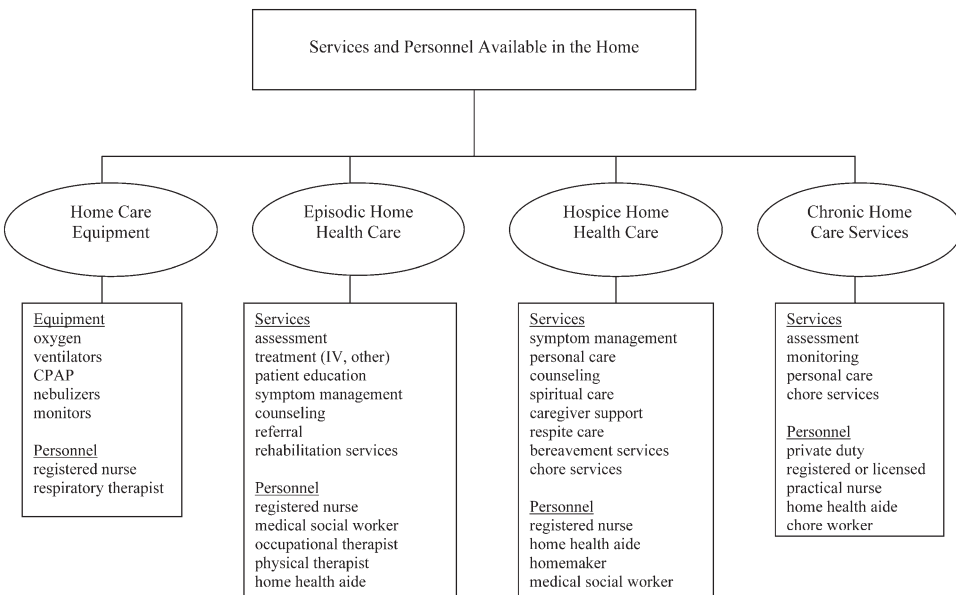 Services and Personnel Available in the Home
Home Care
Equipment
Episodic Home
Health Care
Hospice Home
Health Care
Chronic Home
Care Services
Equipment
oxygen
ventilators
CPAP
nebulizers
monitors
Personnel
registered nurse
respiratory therapist
Services
assessment
treatment (IV, other)
patient education
symptom management
counseling
referral
rehabilitation services
Personnel
registered nurse
medical social worker
occupational therapist
physical therapist
home health aide
Services
symptom management
personal care
counseling
spiritual care
caregiver support
respite care
bereavement services
chore services
Personnel
registered nurse
home health aide
homemaker
medical social worker
Services
assessment
monitoring
personal care
chore services
Personnel
private duty
registered or licensed
practical nurse
home health aide
chore worker